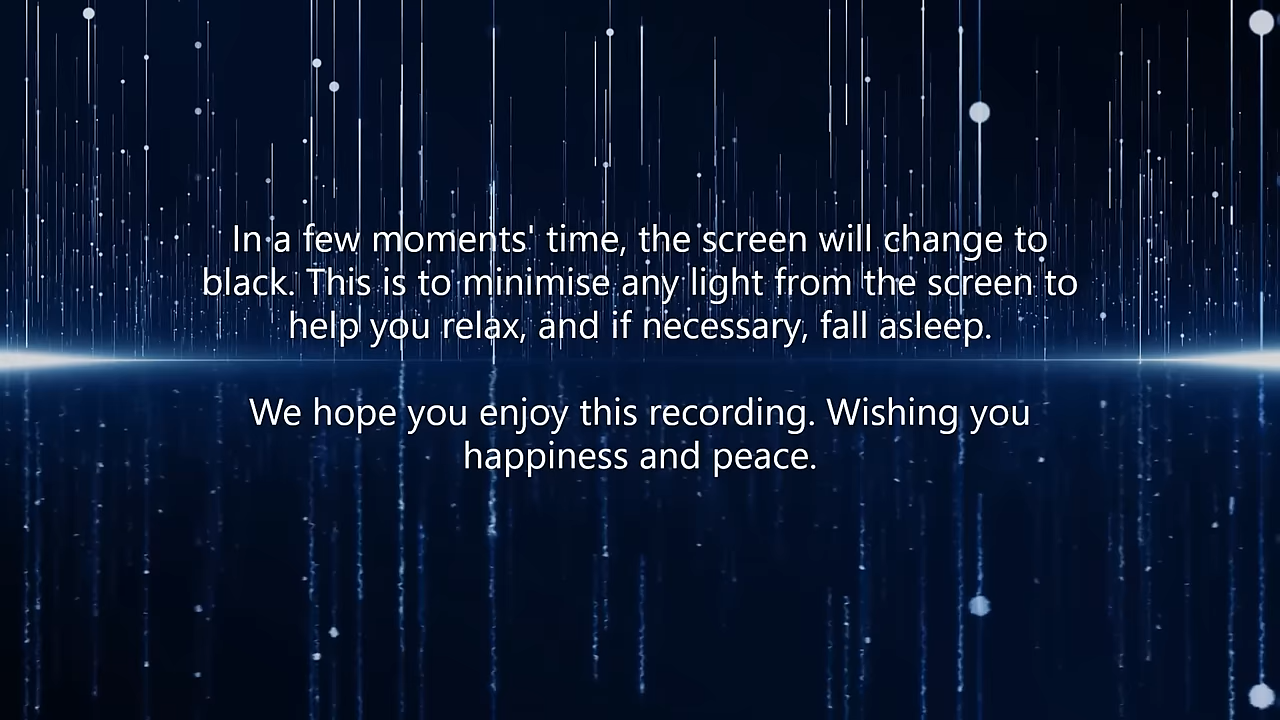 In a few moments' time, the screen will change to
black. This is to minimise any light from the screen to
help you relax, and if necessary, fall asleep.
We hope you enjoy this recording. Wishing you
happiness and peace.